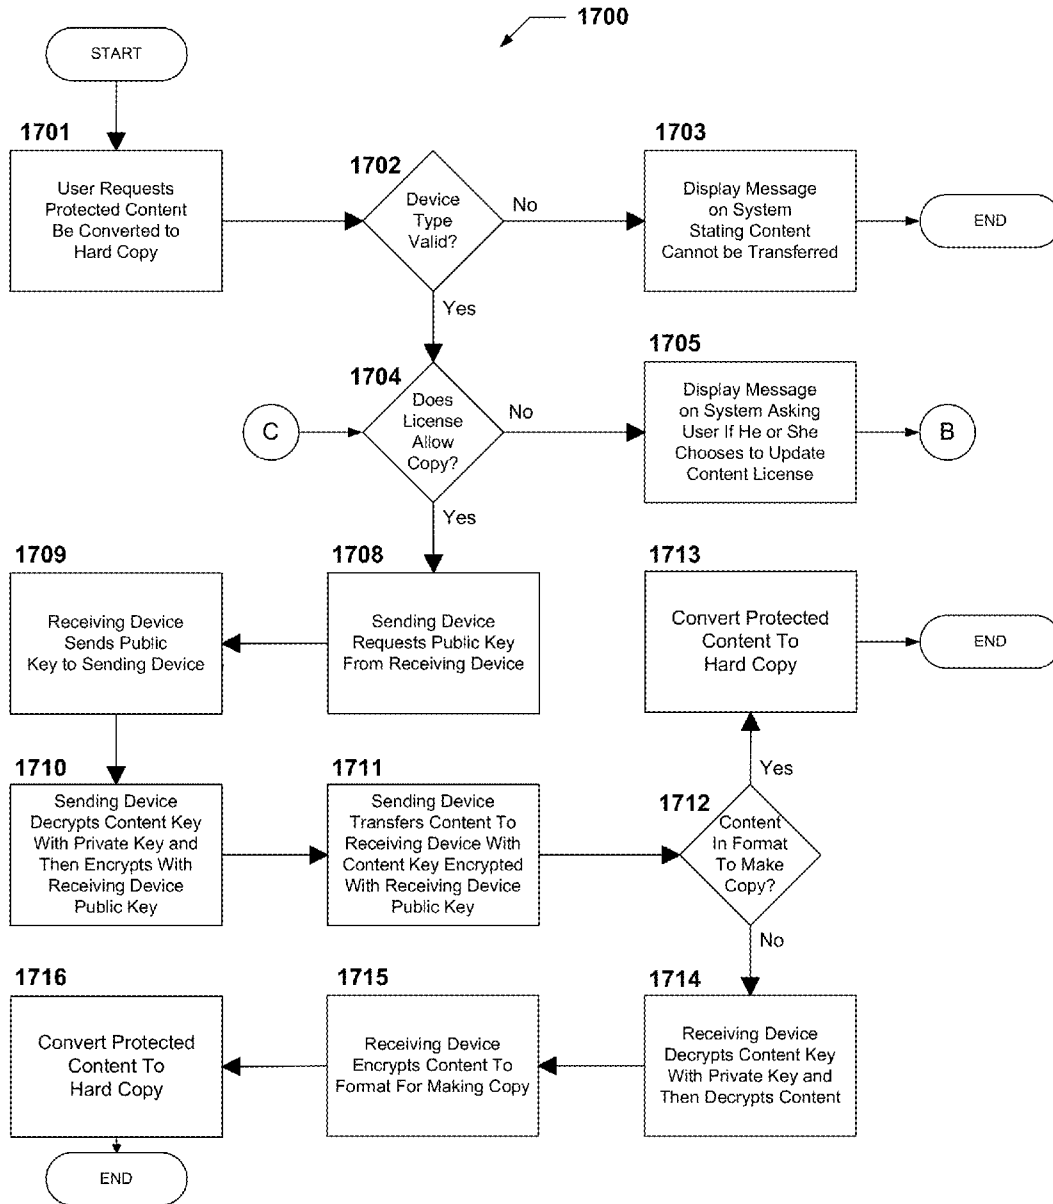 1700
START
1701
User Requests
Protected Content
Be Converted to
Hard Copy
1702
Device
Type
Valid?
No
Yes
1703
Display Message
on System
Stating Content
Cannot be Transferred
END
C
1704
Does
License
Allow
Copy?
No
Yes
1705
Display Message
on System Asking
User If He or She
Chooses to Update
Content License
B
1708
Sending Device
Requests Public Key
From Receiving Device
1709
Receiving Device
Sends Public
Key to Sending Device
1710
Sending Device
Decrypts Content Key
With Private Key and
Then Encrypts With
Receiving Device
Public Key
1711
Sending Device
Transfers Content To
Receiving Device With
Content Key Encrypted
With Receiving Device
Public Key
1712
Content
In Format
To Make
Copy?
Yes
No
1713
Convert Protected
Content To
Hard Copy
END
1714
Receiving Device
Decrypts Content Key
With Private Key and
Then Decrypts Content
1715
Receiving Device
Encrypts Content To
Format For Making Copy
1716
Convert Protected
Content To
Hard Copy
END